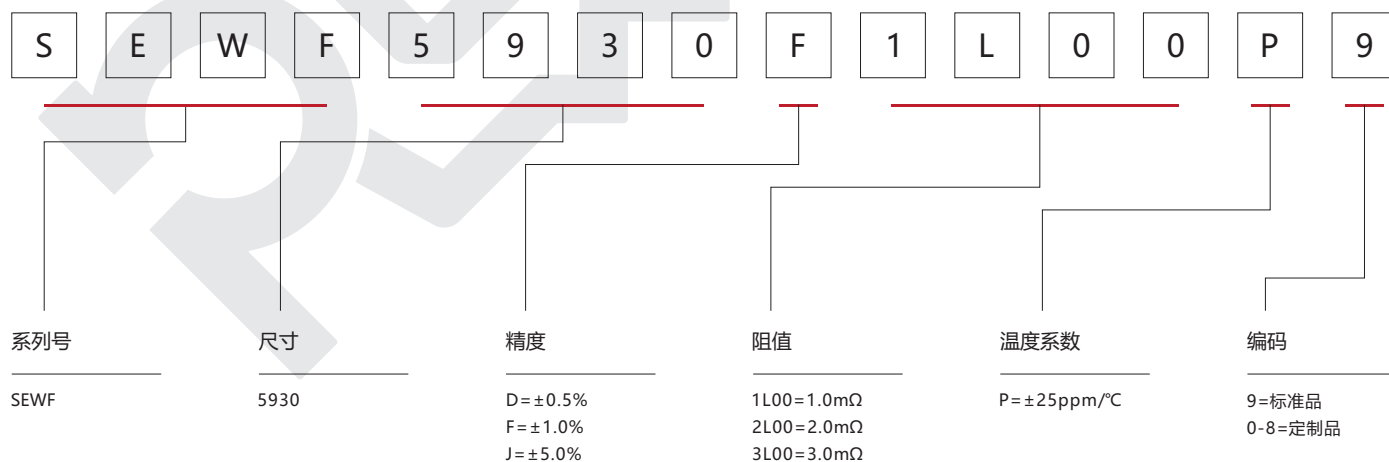 S E W F 5 9 3 0 F 1 L 0 0 P 9
系列号 尺寸 精度 阻值 温度系数 编码
SEWF 5930 D=±0.5% 1L00=1.0mΩ P=±25ppm/℃ 9=标准品
F=±1.0% 2L00=2.0mΩ 0-8=定制品
J=±5.0% 3L00=3.0mΩ